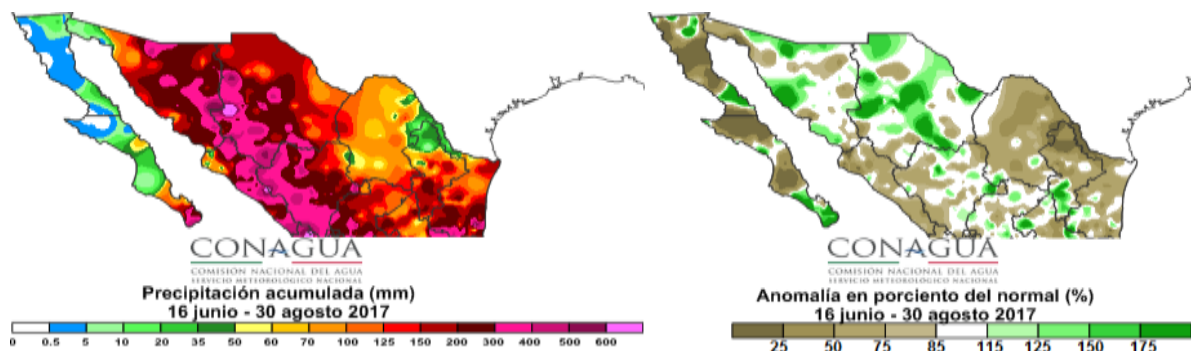 CONAGUA
COMISIÓN NACIONAL DEL AGUA
SERVICIO METEOROLÓGICO NACIONAL
Precipitación acumulada (mm)
16 junio - 30 agosto 2017
0 0.5 5 10 20 35 50 60 70 100 150 200 300 400 500 600
CONAGUA
COMISIÓN NACIONAL DEL AGUA
SERVICIO METEOROLÓGICO NACIONAL
Anomalía en porciento del normal (%)
16 junio - 30 agosto 2017
25 50 75 85 115 125 150 175